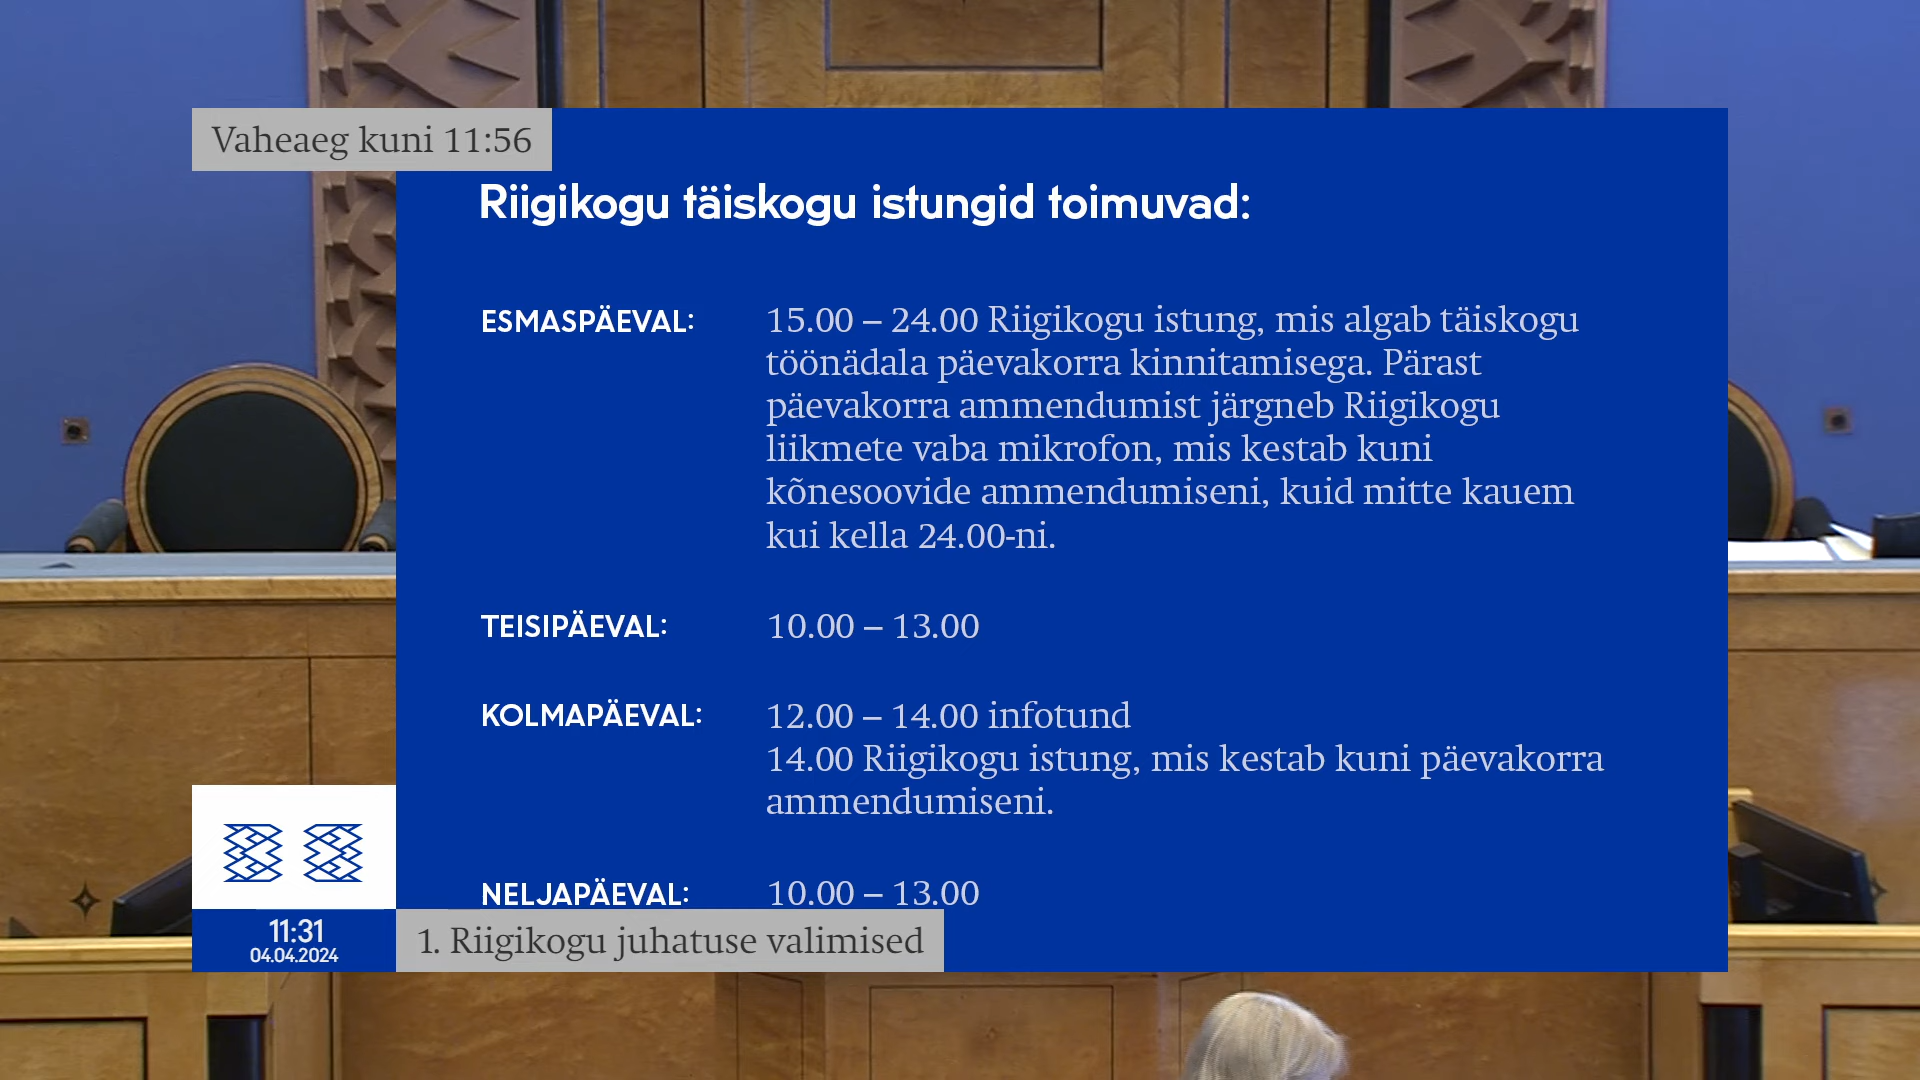 Vaheaeg kuni 11:56
Riigikogu täiskogu istungid toimuvad:
ESMASPÄEVAL: 15.00 – 24.00 Riigikogu istung, mis algab täiskogu
töönädala päevakorra kinnitamisega. Pärast
päevakorra ammendumist järgneb Riigikogu
liikmete vaba mikrofon, mis kestab kuni
kõnesoovide ammendumiseni, kuid mitte kauem
kui kella 24.00-ni.
TEISIPÄEVAL: 10.00 – 13.00
KOLMAPÄEVAL: 12.00 – 14.00 infotund
14.00 Riigikogu istung, mis kestab kuni päevakorra
ammendumiseni.
NELJAPÄEVAL: 10.00 – 13.00
11:31
04.04.2024
1. Riigikogu juhatuse valimised